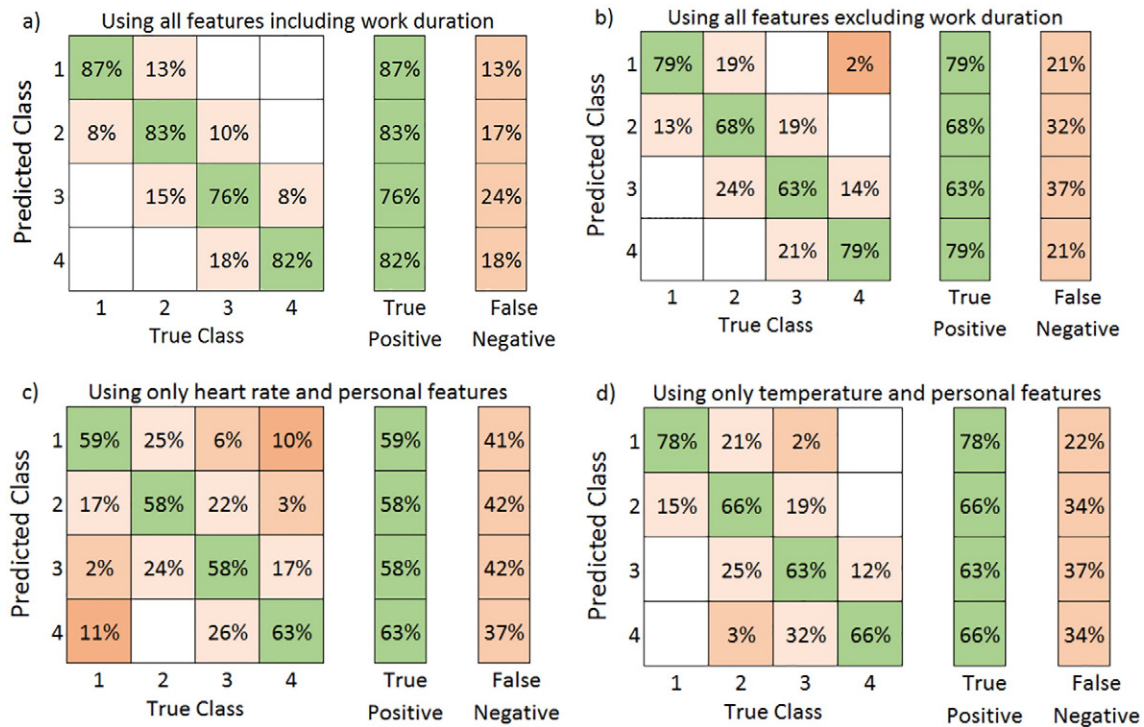 a) Using all features including work duration
Predicted Class
1 87% 13% 87% 13%
2 8% 83% 10% 83% 17%
3 15% 76% 8% 76% 24%
4 18% 82% 82% 18%
1 2 3 4
True Class
True Positive
False Negative
b) Using all features excluding work duration
Predicted Class
1 79% 19% 2% 79% 21%
2 13% 68% 19% 68% 32%
3 24% 63% 14% 63% 37%
4 21% 79% 79% 21%
1 2 3 4
True Class
True Positive
False Negative
c) Using only heart rate and personal features
Predicted Class
1 59% 25% 6% 10% 59% 41%
2 17% 58% 22% 3% 58% 42%
3 2% 24% 58% 17% 58% 42%
4 11% 26% 63% 63% 37%
1 2 3 4
True Class
True Positive
False Negative
d) Using only temperature and personal features
Predicted Class
1 78% 21% 2% 78% 22%
2 15% 66% 19% 66% 34%
3 25% 63% 12% 63% 37%
4 3% 32% 66% 66% 34%
1 2 3 4
True Class
True Positive
False Negative